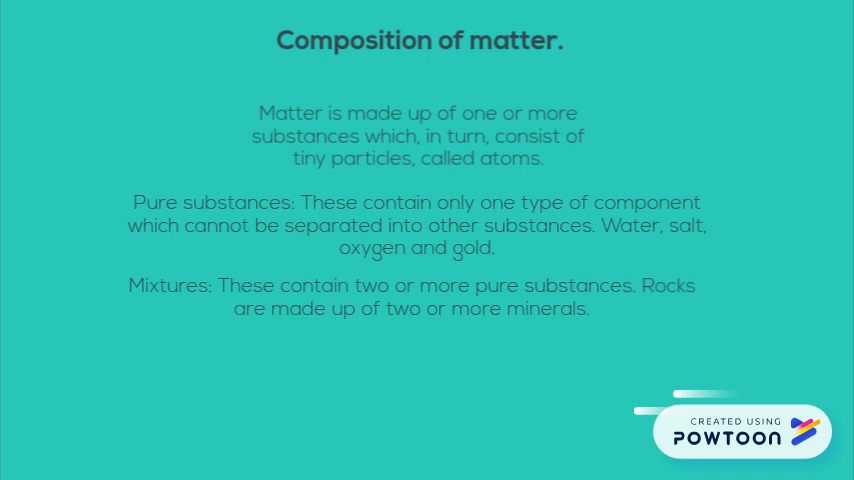 Composition of matter.
Matter is made up of one or more
substances which, in turn, consist of
tiny particles, called atoms.
Pure substances: These contain only one type of component
which cannot be separated into other substances. Water, salt,
oxygen and gold.
Mixtures: These contain two or more pure substances. Rocks
are made up of two or more minerals.
CREATED USING
POWTOON